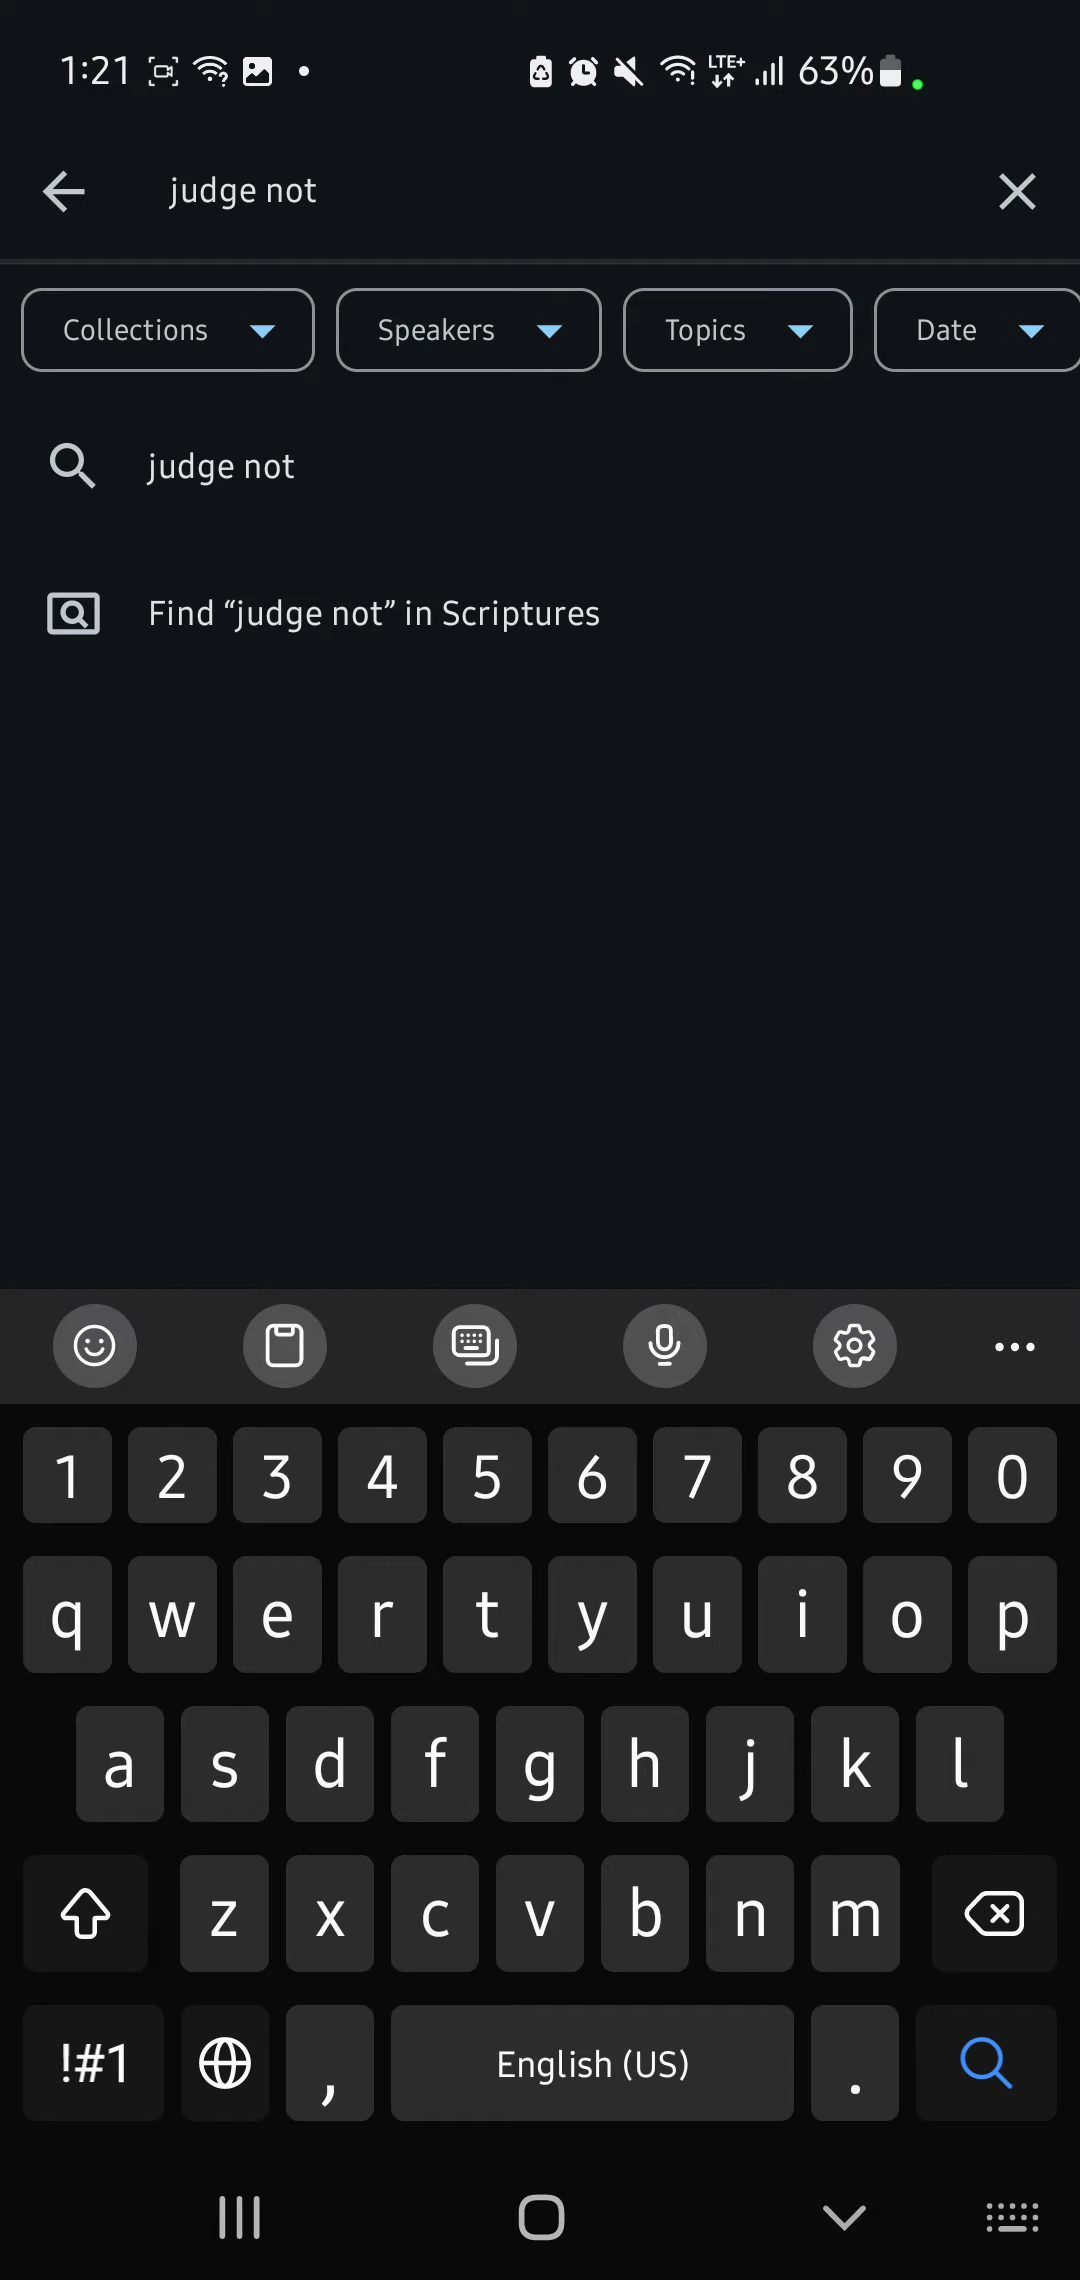 1:21 LTE+ 63%
judge not
Collections Speakers Topics Date
judge not
Find “judge not” in Scriptures
1 2 3 4 5 6 7 8 9 0
q w e r t y u i o p
a s d f g h j k l
z x c v b n m
!#1 , English (US) .